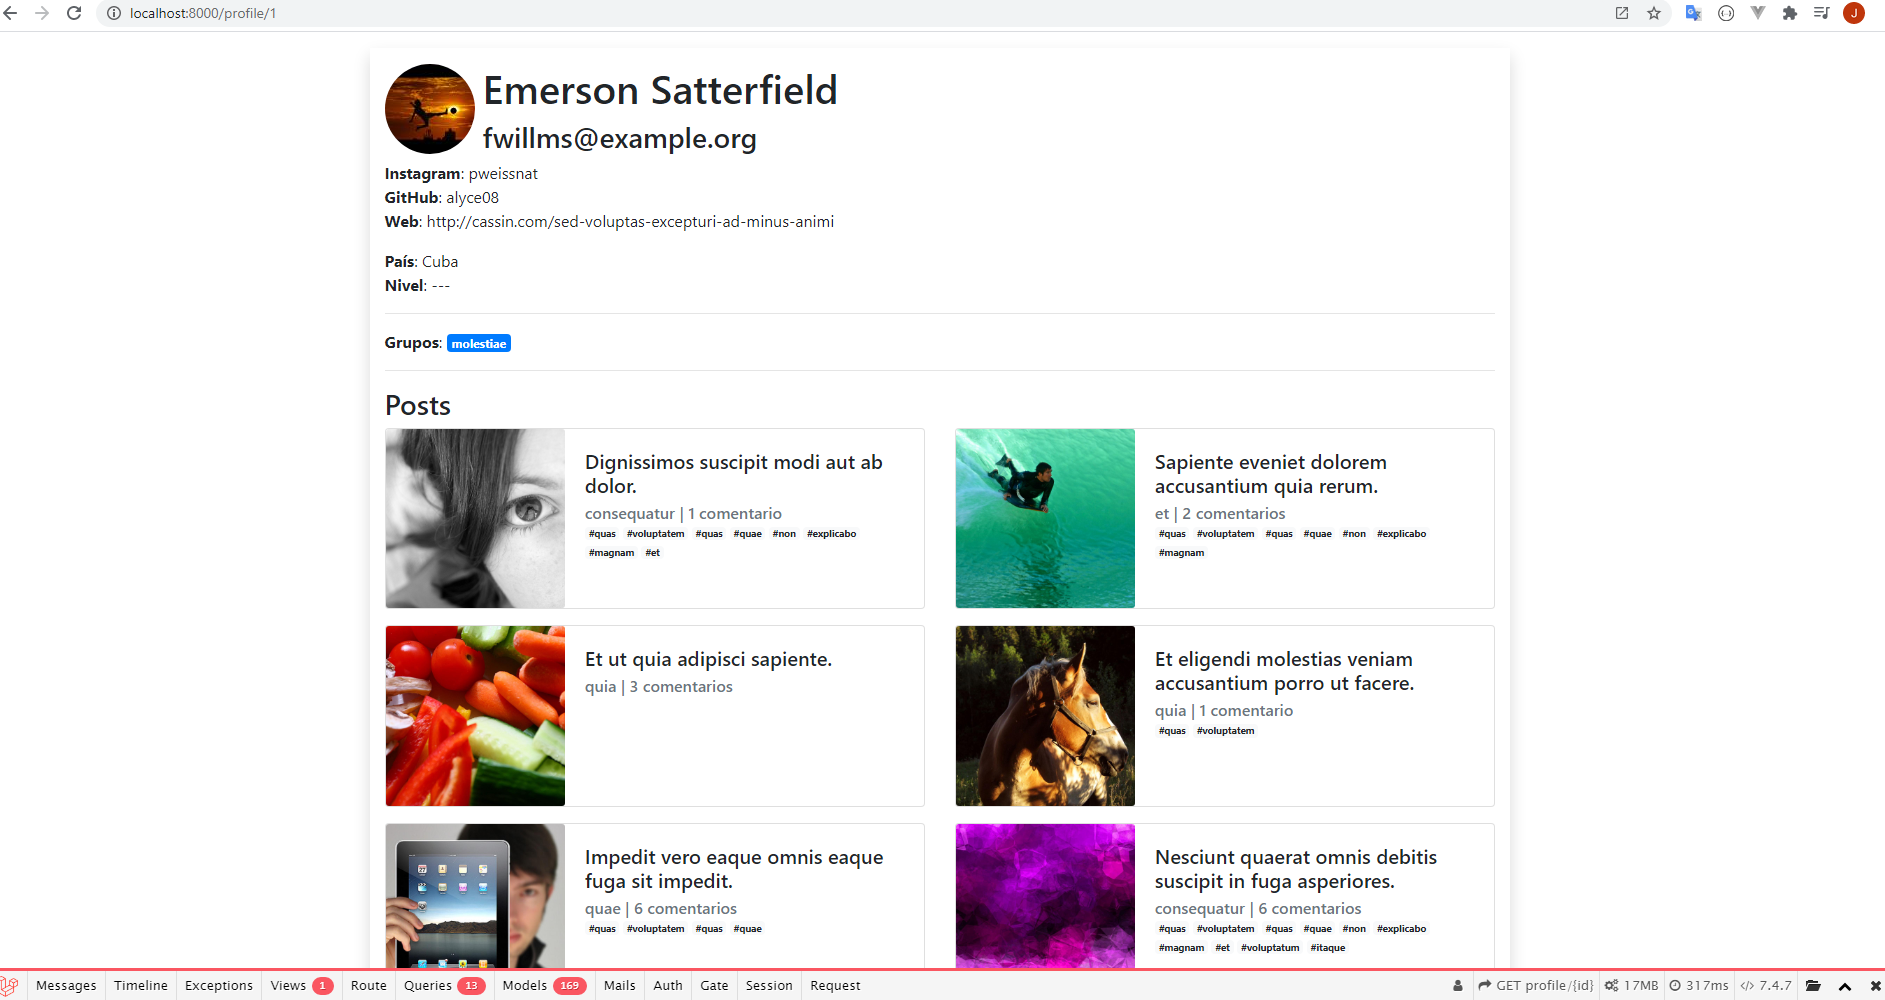 localhost:8000/profile/1
J
Emerson Satterfield
fwillms@example.org
Instagram: pweissnat
GitHub: alyce08
Web: http://cassin.com/sed-voluptas-excepturi-ad-minus-animi
País: Cuba
Nivel: ---
Grupos: molestiae
Posts
Dignissimos suscipit modi aut ab
dolor.
consequatur | 1 comentario
#quas #voluptatem #quas #quae #non #explicabo
#magnam #et
Sapiente eveniet dolorem
accusantium quia rerum.
et | 2 comentarios
#quas #voluptatem #quas #quae #non #explicabo
#magnam
Et ut quia adipisci sapiente.
quia | 3 comentarios
Et eligendi molestias veniam
accusantium porro ut facere.
quia | 1 comentario
#quas #voluptatem
Impedit vero eaque omnis eaque
fuga sit impedit.
quae | 6 comentarios
#quas #voluptatem #quas #quae
Nesciunt quaerat omnis debitis
suscipit in fuga asperiores.
consequatur | 6 comentarios
#quas #voluptatem #quas #quae #non #explicabo
#magnam #et #voluptatum #itaque
Messages Timeline Exceptions Views 1 Route Queries 13 Models 169 Mails Auth Gate Session Request GET profile/{id} 17MB 317ms </> 7.4.7